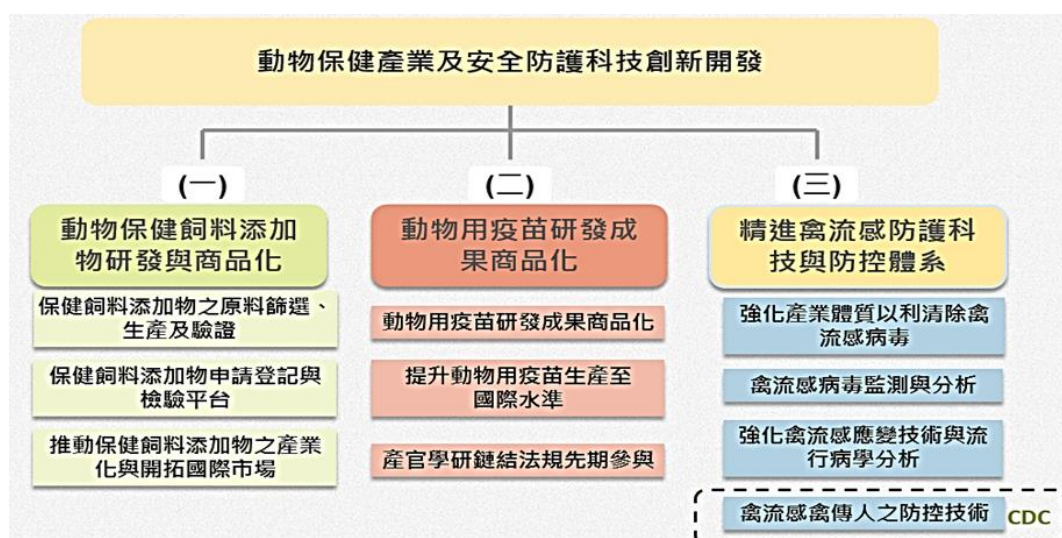 動物保健產業及安全防護科技創新開發
(一)
動物保健飼料添加
物研發與商品化
保健飼料添加物之原料篩選、
生產及驗證
保健飼料添加物申請登記與
檢驗平台
推動保健飼料添加物之產業
化與開拓國際市場
(二)
動物用疫苗研發成
果商品化
動物用疫苗研發成果商品化
提升動物用疫苗生產至
國際水準
產官學研鏈結法規先期參與
(三)
精進禽流感防護科
技與防控體系
強化產業體質以利清除禽
流感病毒
禽流感病毒監測與分析
強化禽流感應變技術與流
行病學分析
禽流感禽傳人之防控技術 CDC